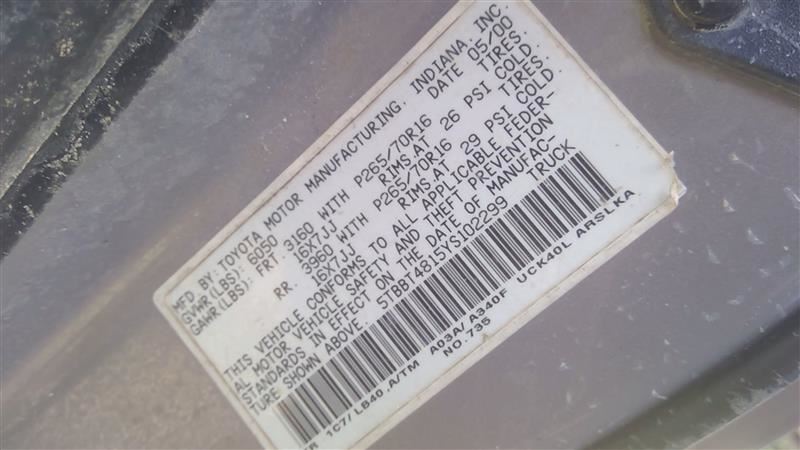 MFD BY: TOYOTA MOTOR MANUFACTURING, INDIANA, INC.
GVWR(LBS): 6050 DATE 05/00
GAWR(LBS): FRT 3160 WITH P265/70R16 TIRES.
16X7JJ RIMS.AT 26 PSI COLD.
RR. 3960 WITH P265/70R16 TIRES.
16X7JJ RIMS.AT 29 PSI COLD
THIS VEHICLE CONFORMS TO ALL APPLICABLE FEDER-
AL MOTOR VEHICLE SAFETY AND THEFT PREVENTION
STANDARDS IN EFFECT ON THE DATE OF MANUFAC-
TURE SHOWN ABOVE. 5TBBT4815YS102299 TRUCK
1C7/ LB40 ,A/TM A03A/ A340F UCK40L ARSLKA
NO.735